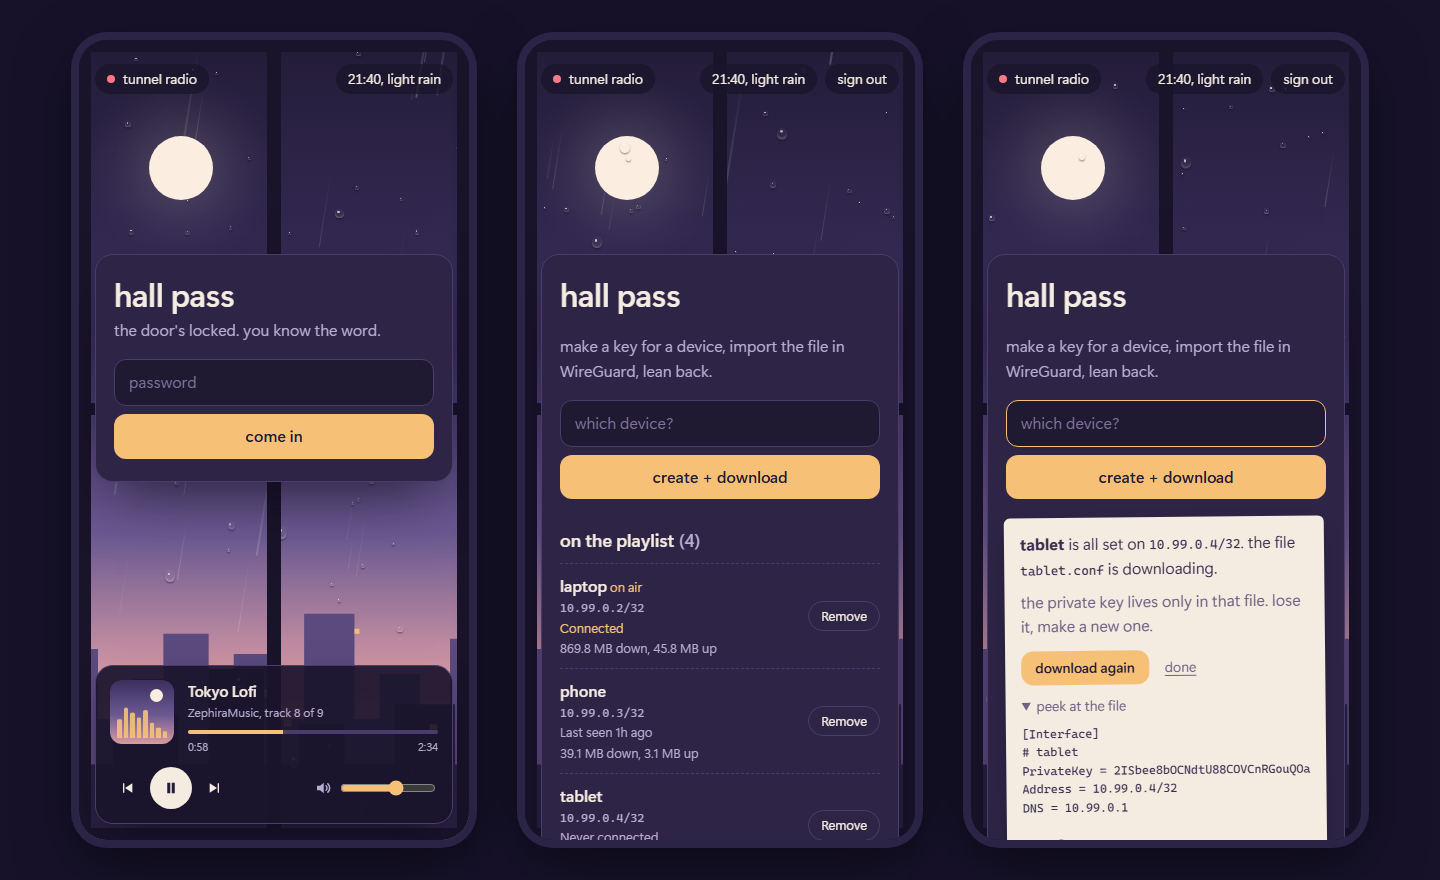 tunnel radio
21:40, light rain
hall pass
the door's locked. you know the word.
password
come in
Tokyo Lofi
ZephiraMusic, track 8 of 9
0:58
2:34
tunnel radio
21:40, light rain
sign out
hall pass
make a key for a device, import the file in
WireGuard, lean back.
which device?
create + download
on the playlist (4)
laptop on air
10.99.0.2/32
Connected
869.8 MB down, 45.8 MB up
Remove
phone
10.99.0.3/32
Last seen 1h ago
39.1 MB down, 3.1 MB up
Remove
tablet
10.99.0.4/32
Never connected
Remove
tunnel radio
21:40, light rain
sign out
hall pass
make a key for a device, import the file in
WireGuard, lean back.
which device?
create + download
tablet is all set on 10.99.0.4/32. the file
tablet.conf is downloading.
the private key lives only in that file. lose
it, make a new one.
download again
done
▼ peek at the file
[Interface]
# tablet
PrivateKey = 2ISbee8bOCNdtU88COVCnRGouQOa
Address = 10.99.0.4/32
DNS = 10.99.0.1